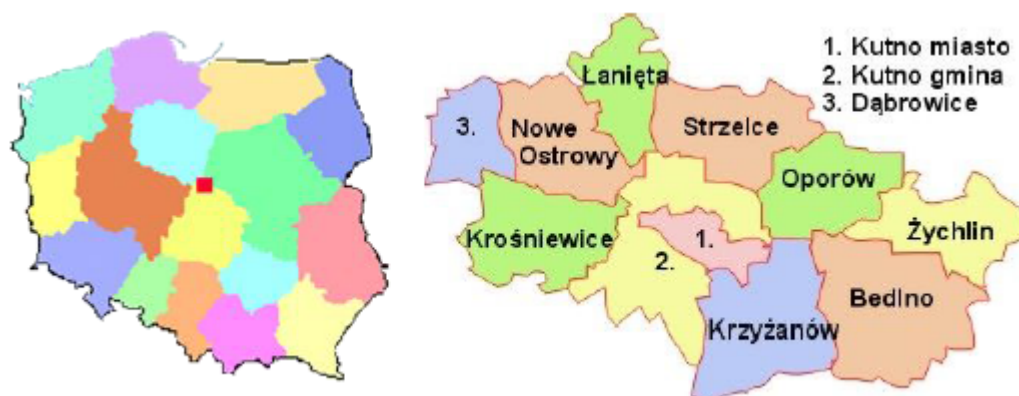 1. Kutno miasto
2. Kutno gmina
3. Dąbrowice
Łanięta
3.
Nowe
Ostrowy
Strzelce
Oporów
Krośniewice
1.
2.
Żychlin
Bedlno
Krzyżanów